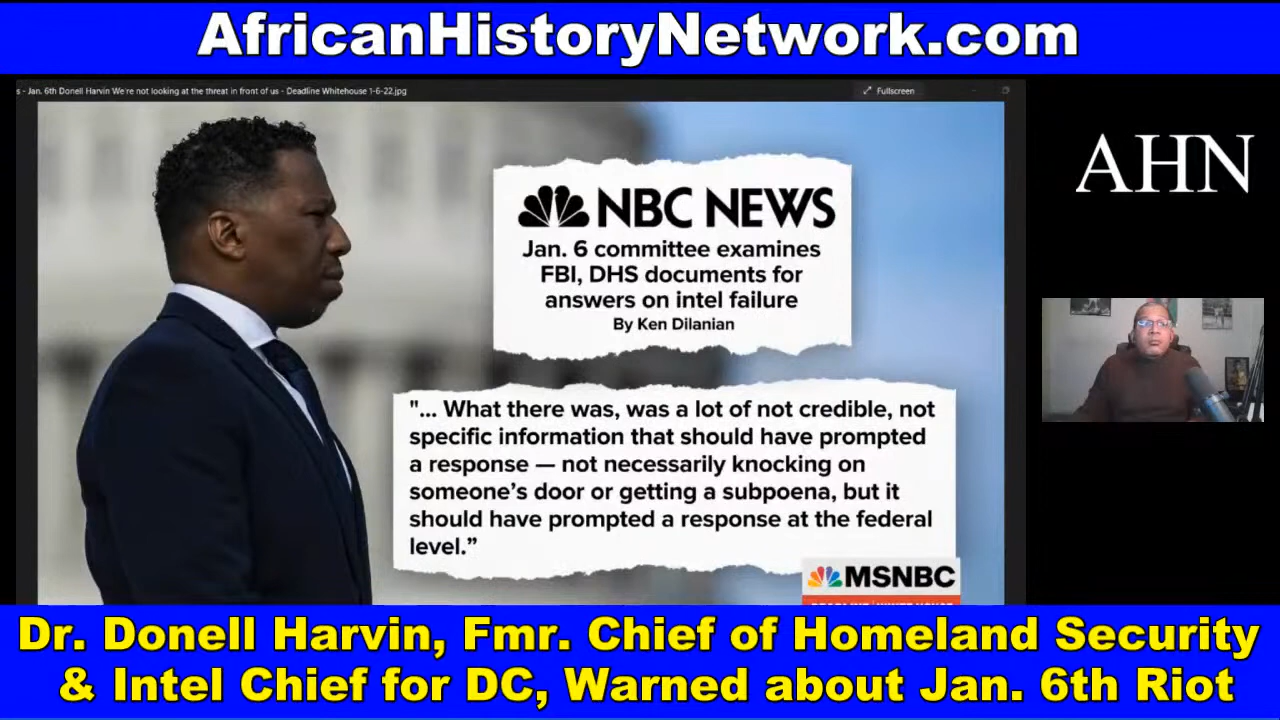 AfricanHistoryNetwork.com
s - Jan. 6th Donell Harvin We're not looking at the threat in front of us - Deadline Whitehouse 1-6-22.jpg
Fullscreen
AHN
NBC NEWS
Jan. 6 committee examines
FBI, DHS documents for
answers on intel failure
By Ken Dilanian
"... What there was, was a lot of not credible, not
specific information that should have prompted
a response — not necessarily knocking on
someone's door or getting a subpoena, but it
should have prompted a response at the federal
level."
MSNBC
Dr. Donell Harvin, Fmr. Chief of Homeland Security
& Intel Chief for DC, Warned about Jan. 6th Riot